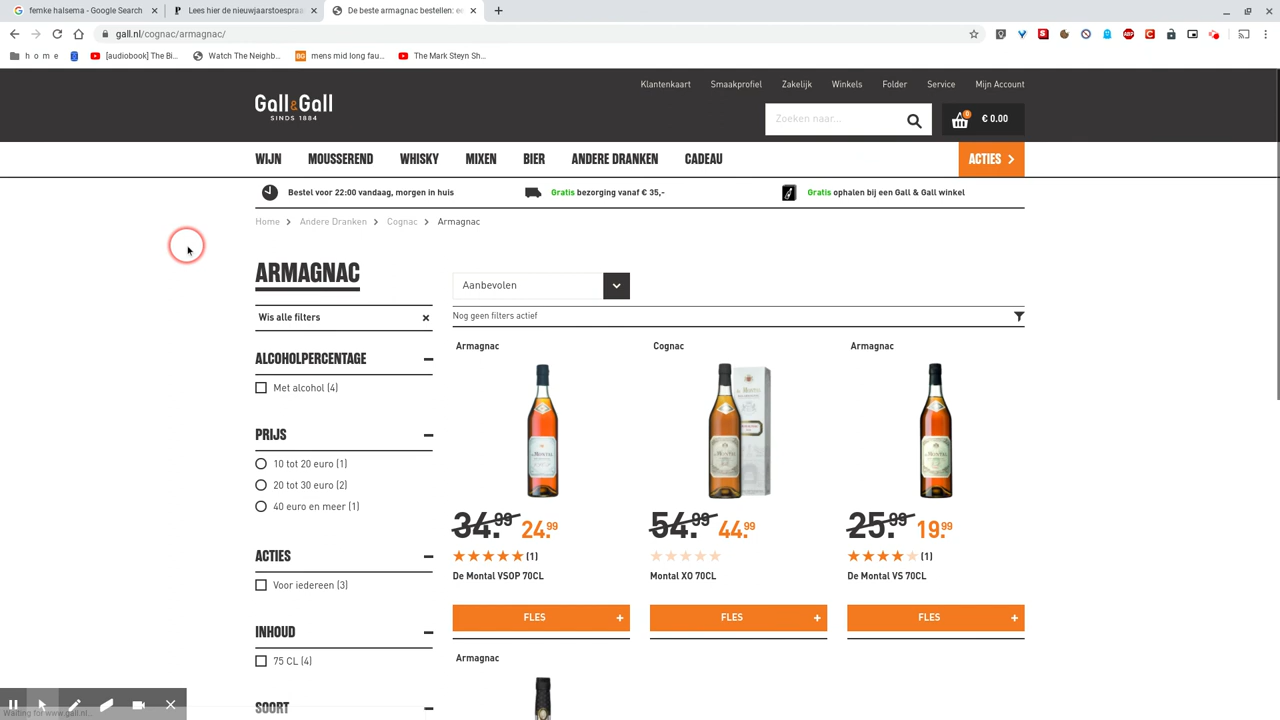 femke halsema - Google Search
Lees hier de nieuwjaarstoespraa
De beste armagnac bestellen: ee
gall.nl/cognac/armagnac/
h o m e
[audiobook] The Bi...
Watch The Neighb...
mens mid long fau...
The Mark Steyn Sh...
Klantenkaart
Smaakprofiel
Zakelijk
Winkels
Folder
Service
Mijn Account
Gall&Gall
SINDS 1884
Zoeken naar...
0
€ 0.00
WIJN
MOUSSEREND
WHISKY
MIXEN
BIER
ANDERE DRANKEN
CADEAU
ACTIES
Bestel voor 22:00 vandaag, morgen in huis
Gratis bezorging vanaf € 35,-
Gratis ophalen bij een Gall & Gall winkel
Home > Andere Dranken > Cognac > Armagnac
ARMAGNAC
Wis alle filters
ALCOHOLPERCENTAGE
Met alcohol (4)
PRIJS
10 tot 20 euro (1)
20 tot 30 euro (2)
40 euro en meer (1)
ACTIES
Voor iedereen (3)
INHOUD
75 CL (4)
SOORT
Aanbevolen
Nog geen filters actief
Armagnac
34.99 24.99
(1)
De Montal VSOP 70CL
FLES +
Cognac
54.99 44.99
Montal XO 70CL
FLES +
Armagnac
25.99 19.99
(1)
De Montal VS 70CL
FLES +
Armagnac
Waiting for www.gall.nl...